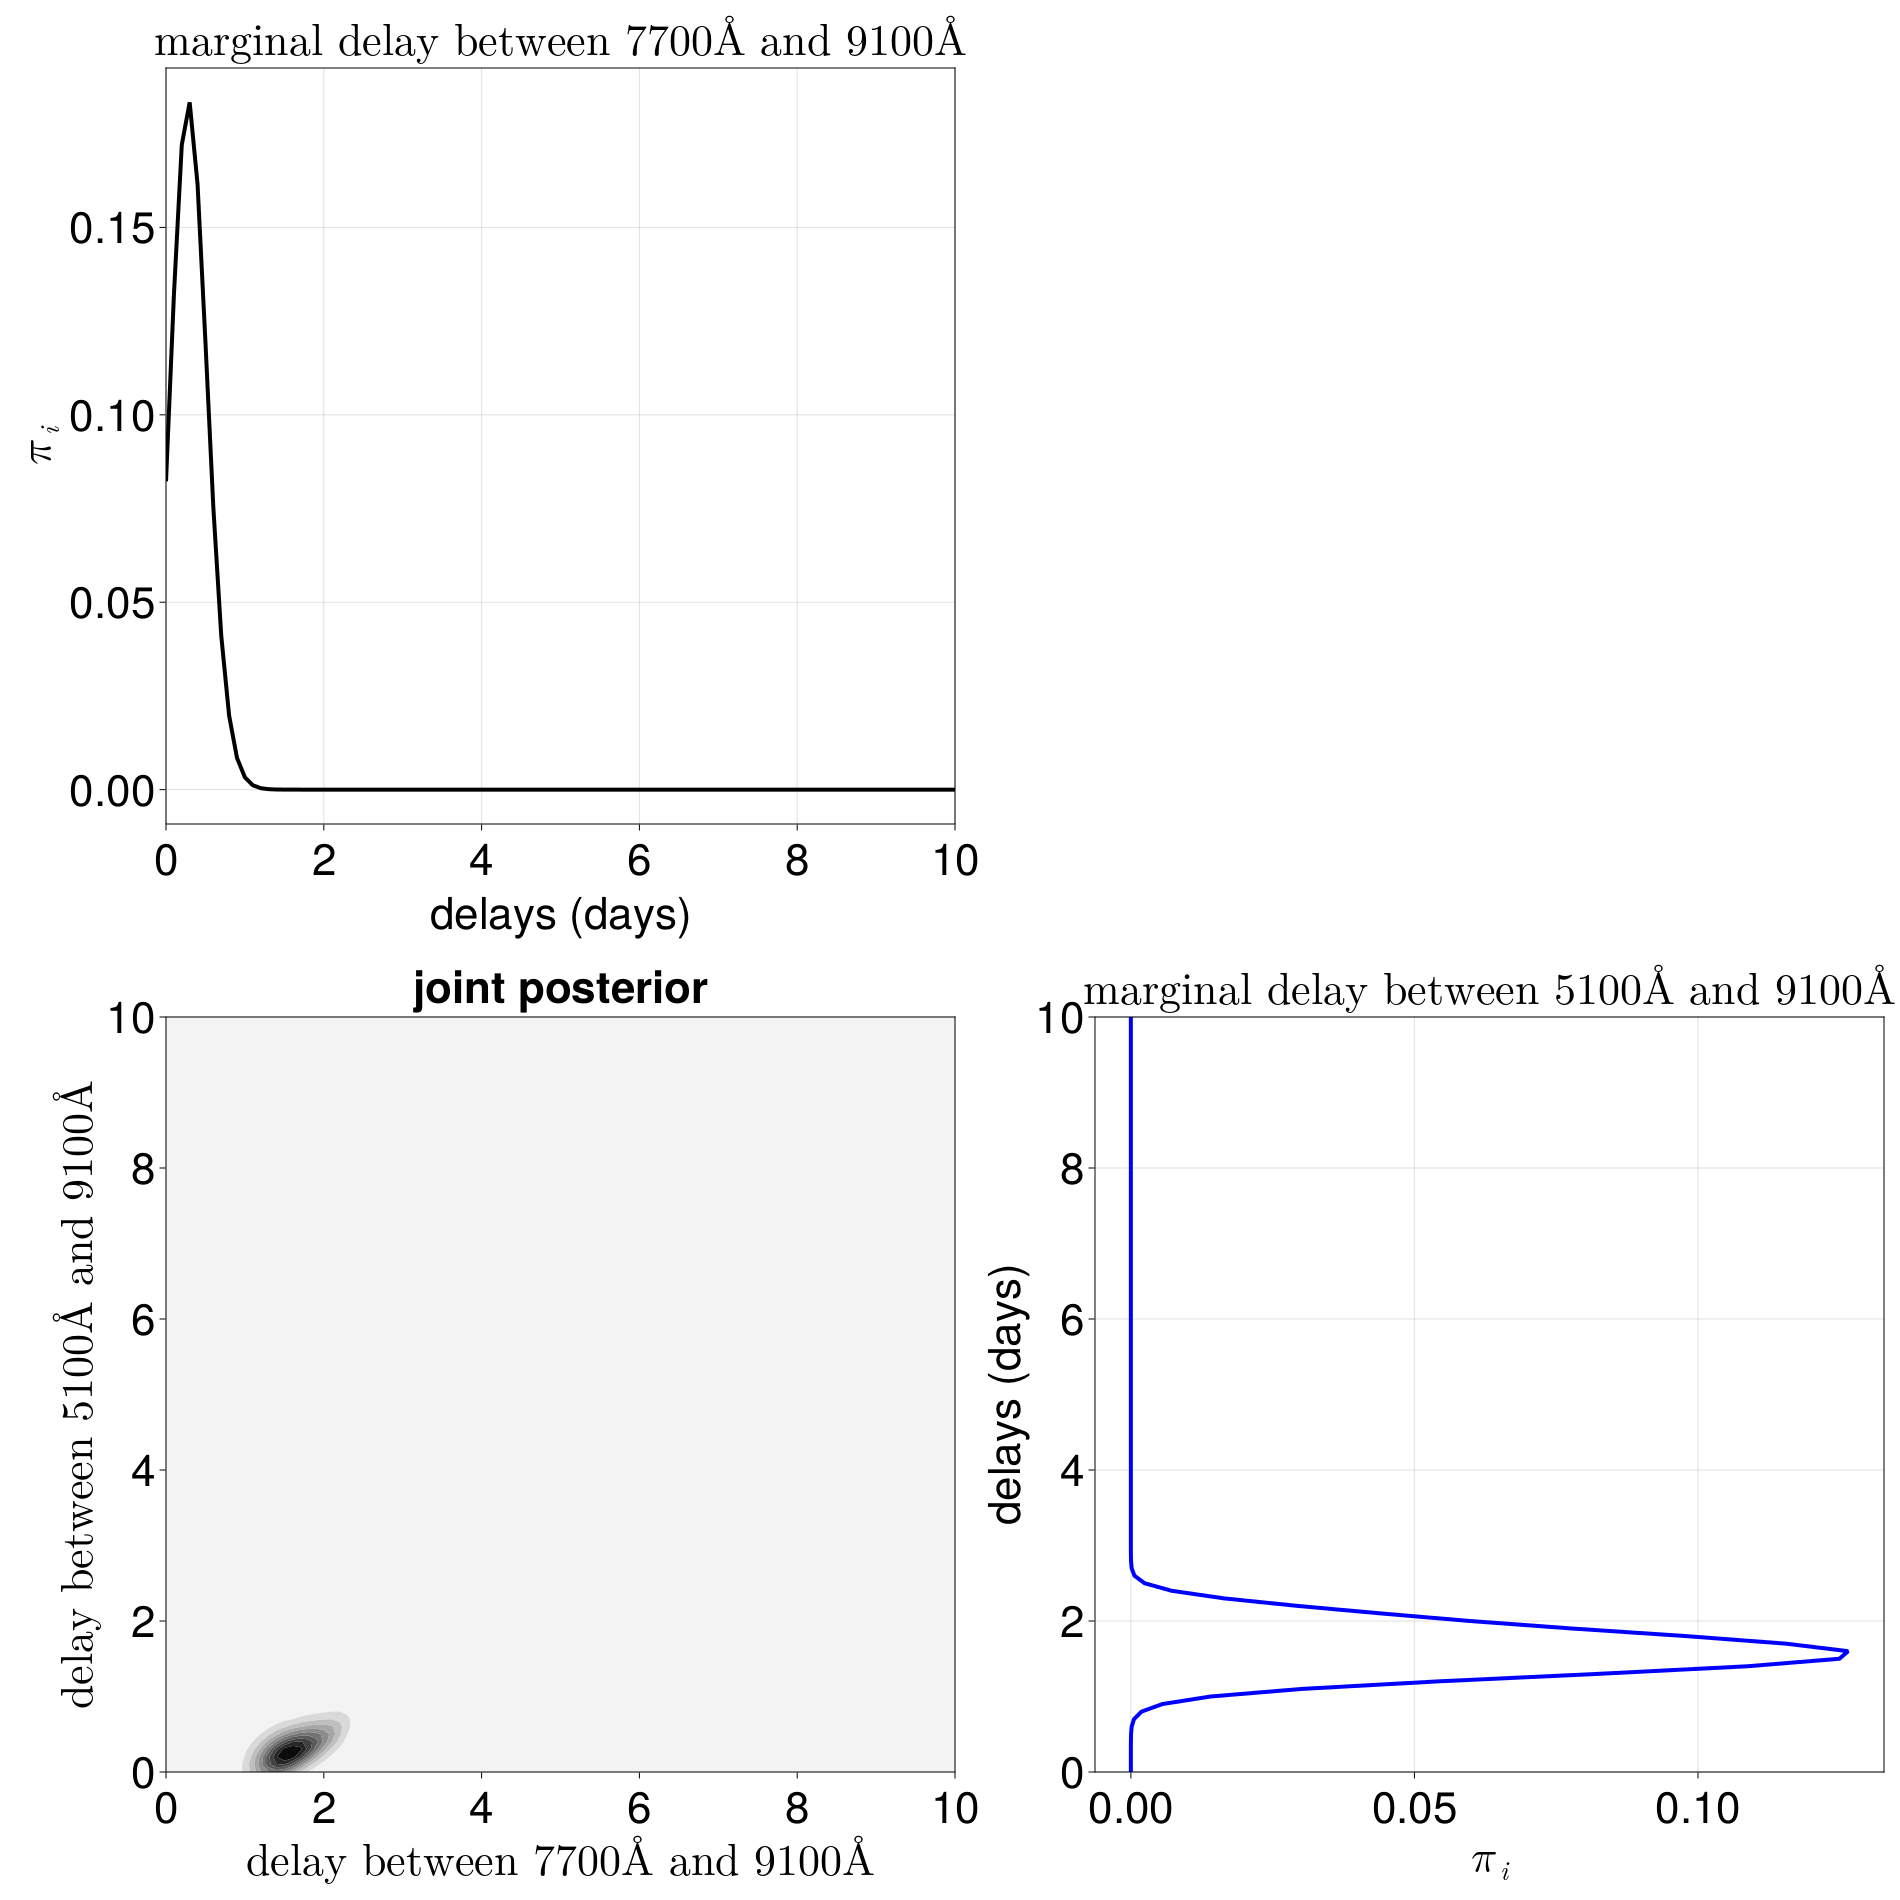 marginal delay between 7700Å and 9100Å
0.15
0.10
0.05
0.00
π i
0 2 4 6 8 10
delays (days)
joint posterior
10
8
6
4
2
0
delay between 5100Å and 9100Å
0 2 4 6 8 10
delay between 7700Å and 9100Å
marginal delay between 5100Å and 9100Å
10
8
6
4
2
0
delays (days)
0.00 0.05 0.10
π i